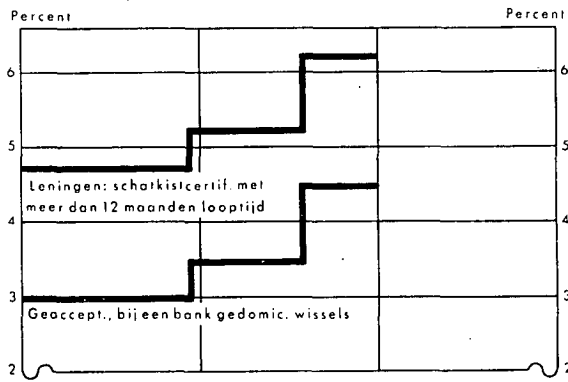 Percent
Percent
6
6
5
5
Leningen: schatkistcertif. met
meer dan 12 maanden looptijd
4
4
3
3
Geaccept., bij een bank gedomic. wissels
2
2